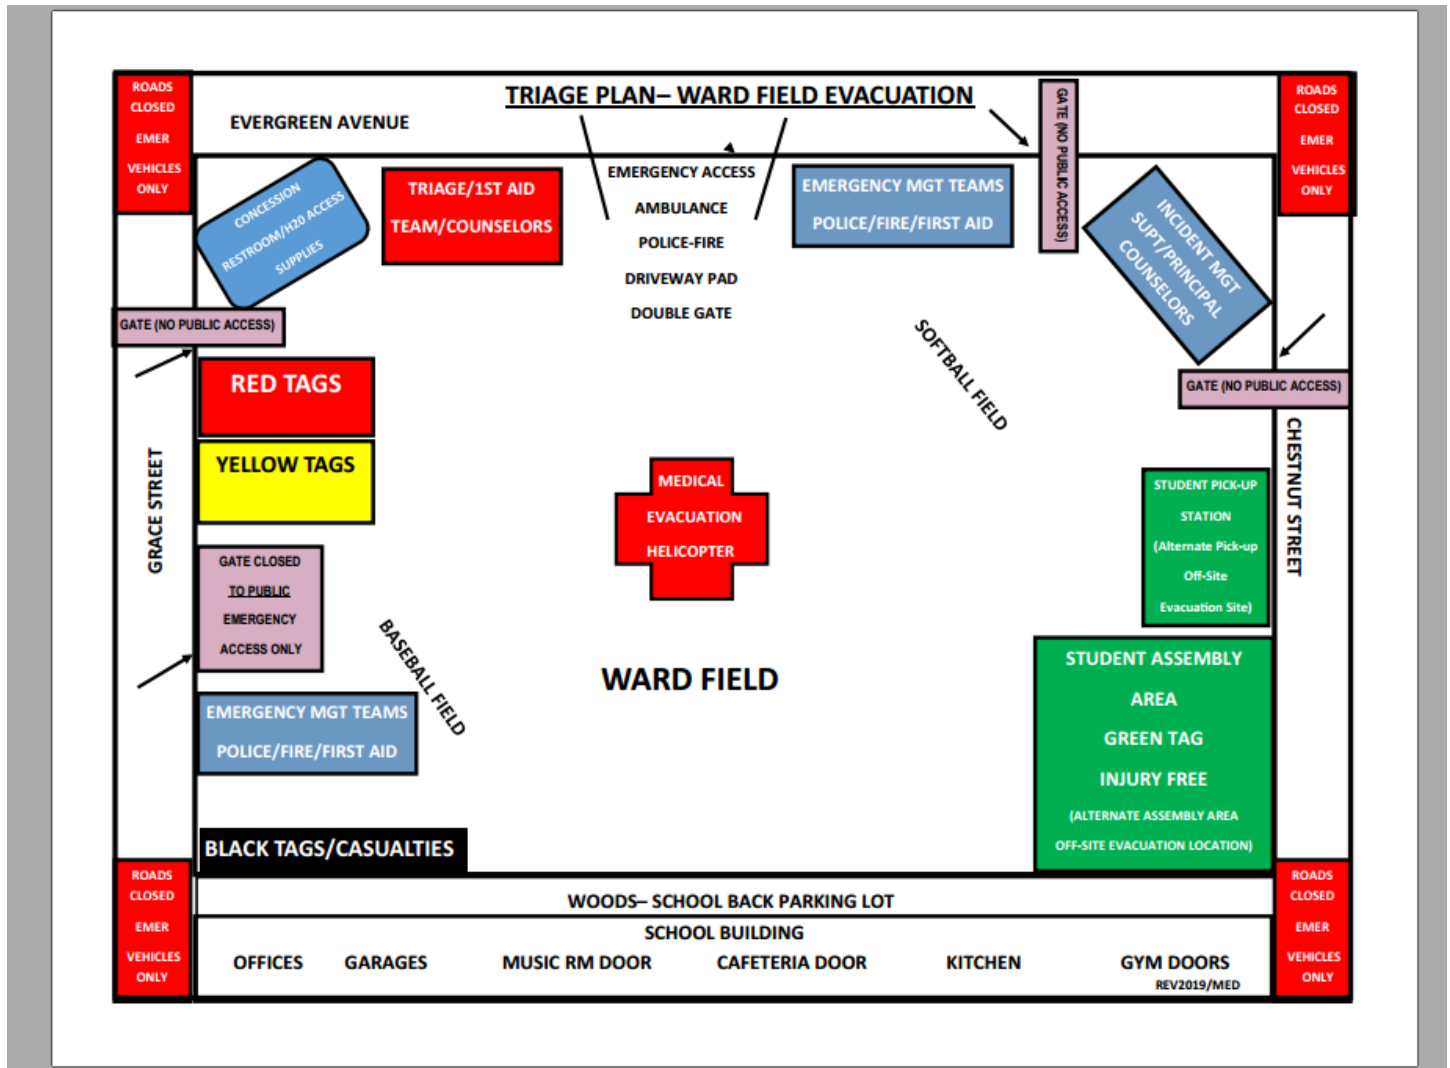 TRIAGE PLAN– WARD FIELD EVACUATION
ROADS
CLOSED
EMER
VEHICLES
ONLY
EVERGREEN AVENUE
GATE (NO PUBLIC ACCESS)
ROADS
CLOSED
EMER
VEHICLES
ONLY
CONCESSION
RESTROOM/H20 ACCESS
SUPPLIES
TRIAGE/1ST AID
TEAM/COUNSELORS
EMERGENCY ACCESS
AMBULANCE
POLICE-FIRE
DRIVEWAY PAD
DOUBLE GATE
EMERGENCY MGT TEAMS
POLICE/FIRE/FIRST AID
INCIDENT MGT
SUPT/PRINCIPAL
COUNSELORS
GATE (NO PUBLIC ACCESS)
SOFTBALL FIELD
GATE (NO PUBLIC ACCESS)
RED TAGS
YELLOW TAGS
GRACE STREET
MEDICAL
EVACUATION
HELICOPTER
CHESTNUT STREET
STUDENT PICK-UP
STATION
(Alternate Pick-up
Off-Site
Evacuation Site)
GATE CLOSED
TO PUBLIC
EMERGENCY
ACCESS ONLY
BASEBALL FIELD
WARD FIELD
STUDENT ASSEMBLY
AREA
GREEN TAG
INJURY FREE
(ALTERNATE ASSEMBLY AREA
OFF-SITE EVACUATION LOCATION)
EMERGENCY MGT TEAMS
POLICE/FIRE/FIRST AID
BLACK TAGS/CASUALTIES
ROADS
CLOSED
EMER
VEHICLES
ONLY
WOODS– SCHOOL BACK PARKING LOT
SCHOOL BUILDING
OFFICES GARAGES MUSIC RM DOOR CAFETERIA DOOR KITCHEN GYM DOORS
REV2019/MED
ROADS
CLOSED
EMER
VEHICLES
ONLY